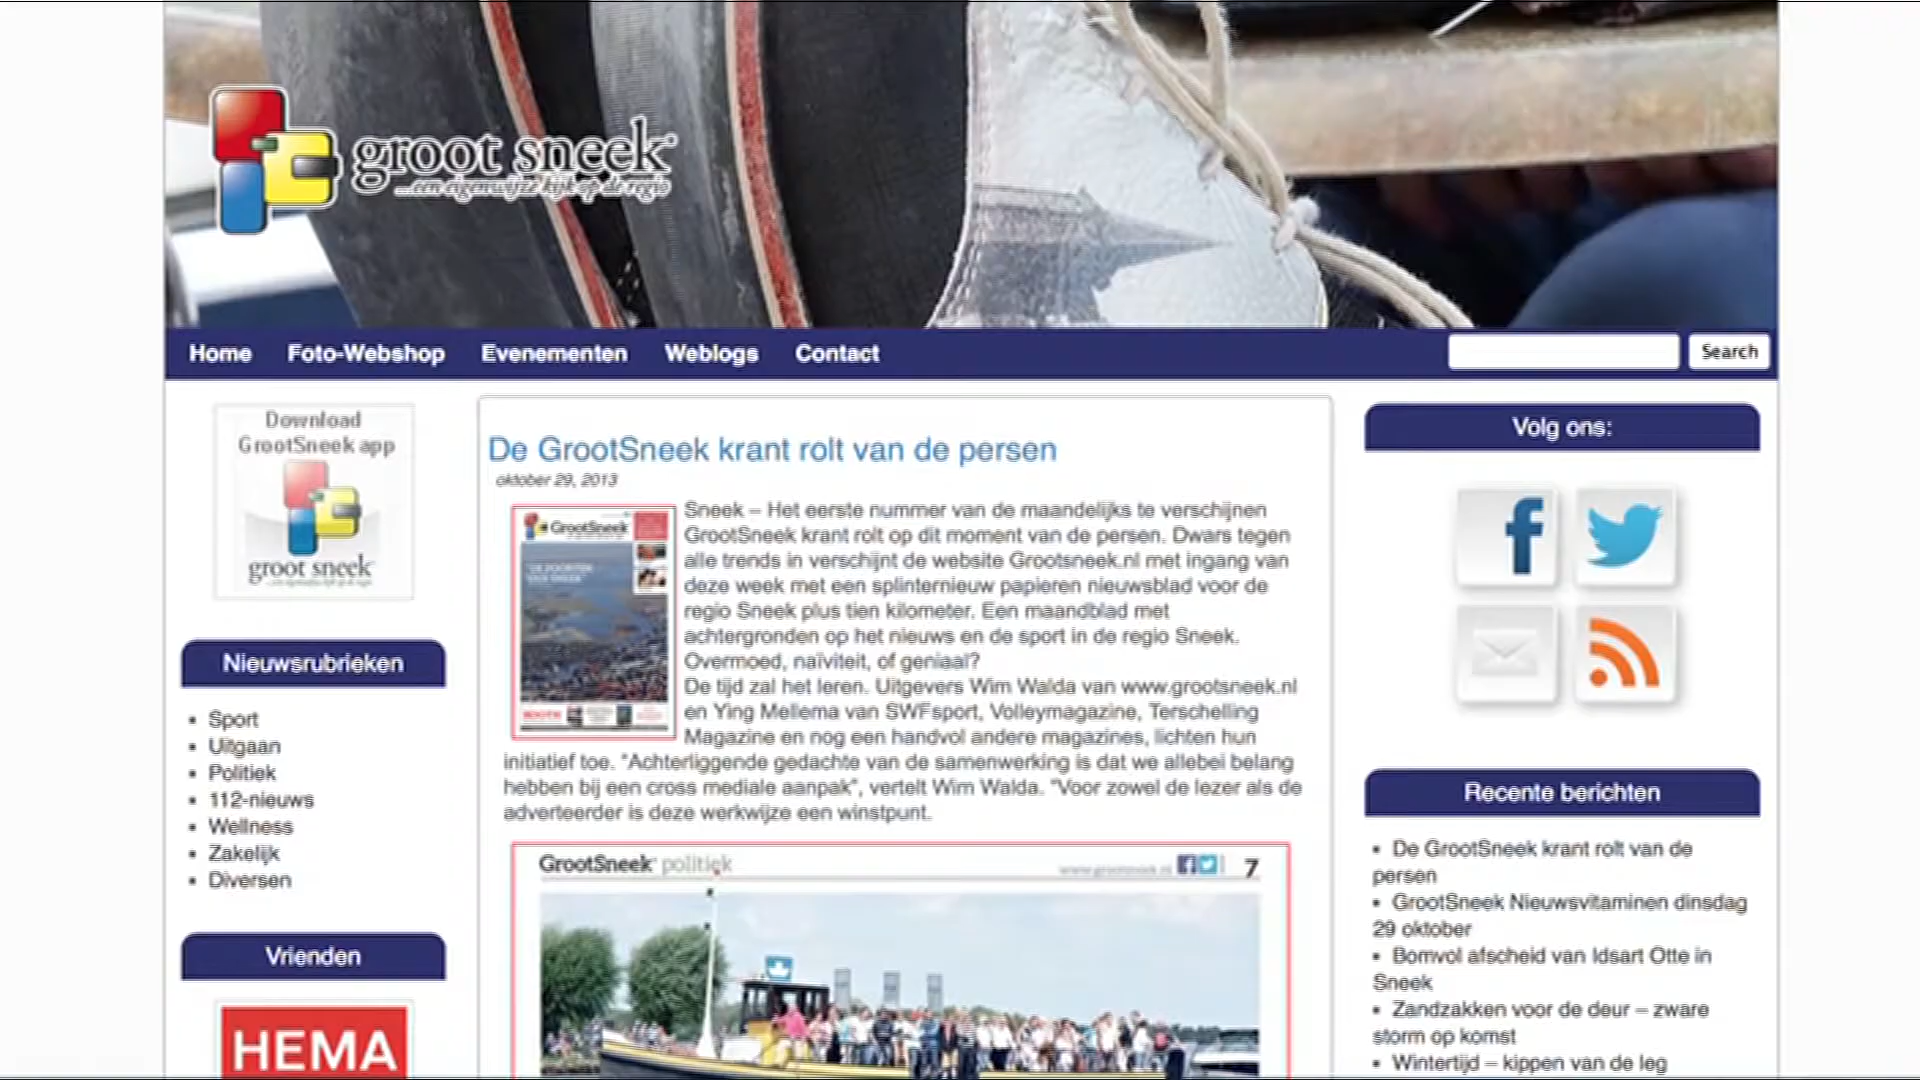 groot sneek
...een eigenwijze kijk op de regio
Home Foto-Webshop Evenementen Weblogs Contact
Search
Download
GrootSneek app
groot sneek
Nieuwsrubrieken
▪ Sport
▪ Uitgaan
▪ Politiek
▪ 112-nieuws
▪ Wellness
▪ Zakelijk
▪ Diversen
Vrienden
HEMA
De GrootSneek krant rolt van de persen
oktober 29, 2013
GrootSneek
Sneek – Het eerste nummer van de maandelijks te verschijnen
GrootSneek krant rolt op dit moment van de persen. Dwars tegen
alle trends in verschijnt de website Grootsneek.nl met ingang van
deze week met een splinternieuw papieren nieuwsblad voor de
regio Sneek plus tien kilometer. Een maandblad met
achtergronden op het nieuws en de sport in de regio Sneek.
Overmoed, naïviteit, of geniaal?
De tijd zal het leren. Uitgevers Wim Walda van www.grootsneek.nl
en Ying Mellema van SWFsport, Volleymagazine, Terschelling
Magazine en nog een handvol andere magazines, lichten hun
initiatief toe. "Achterliggende gedachte van de samenwerking is dat we allebei belang
hebben bij een cross mediale aanpak", vertelt Wim Walda. "Voor zowel de lezer als de
adverteerder is deze werkwijze een winstpunt.
GrootSneek politiek www.grootsneek.nl 7
Volg ons:
Recente berichten
▪ De GrootSneek krant rolt van de
persen
▪ GrootSneek Nieuwsvitaminen dinsdag
29 oktober
▪ Bomvol afscheid van Idsart Otte in
Sneek
▪ Zandzakken voor de deur – zware
storm op komst
▪ Wintertijd – kippen van de leg